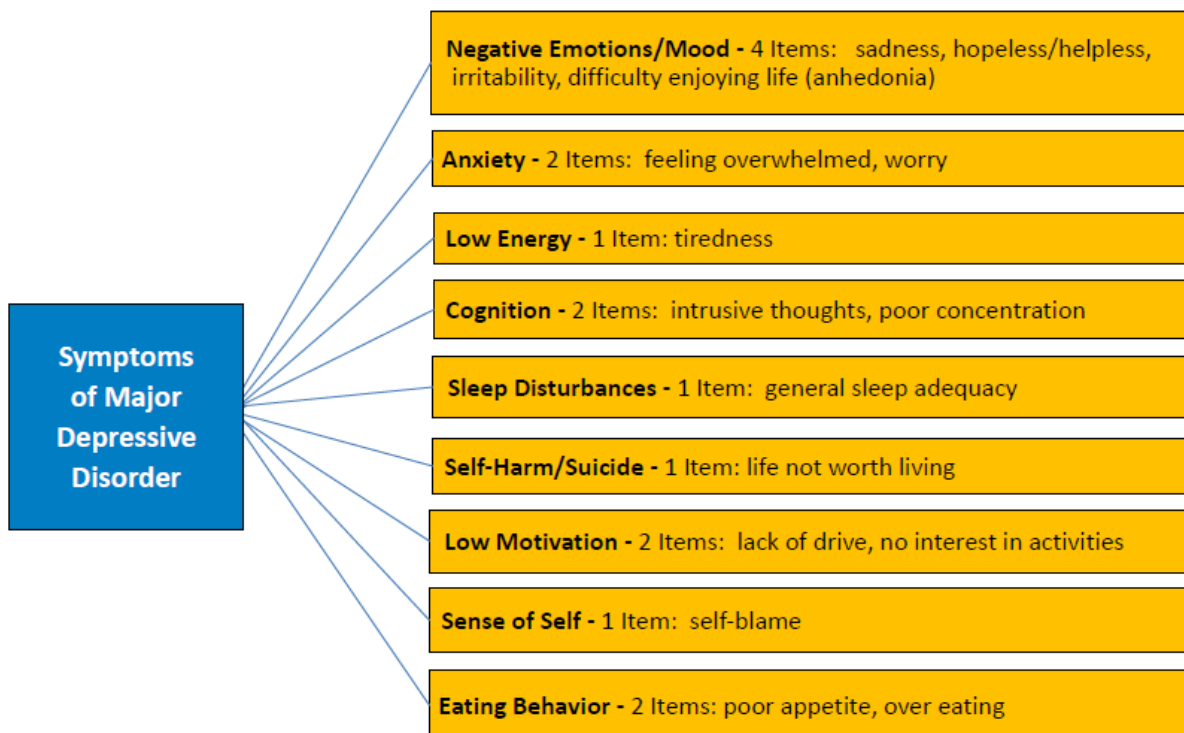 Negative Emotions/Mood - 4 Items: sadness, hopeless/helpless,
irritability, difficulty enjoying life (anhedonia)
Anxiety - 2 Items: feeling overwhelmed, worry
Low Energy - 1 Item: tiredness
Cognition - 2 Items: intrusive thoughts, poor concentration
Symptoms
of Major
Depressive
Disorder
Sleep Disturbances - 1 Item: general sleep adequacy
Self-Harm/Suicide - 1 Item: life not worth living
Low Motivation - 2 Items: lack of drive, no interest in activities
Sense of Self - 1 Item: self-blame
Eating Behavior - 2 Items: poor appetite, over eating